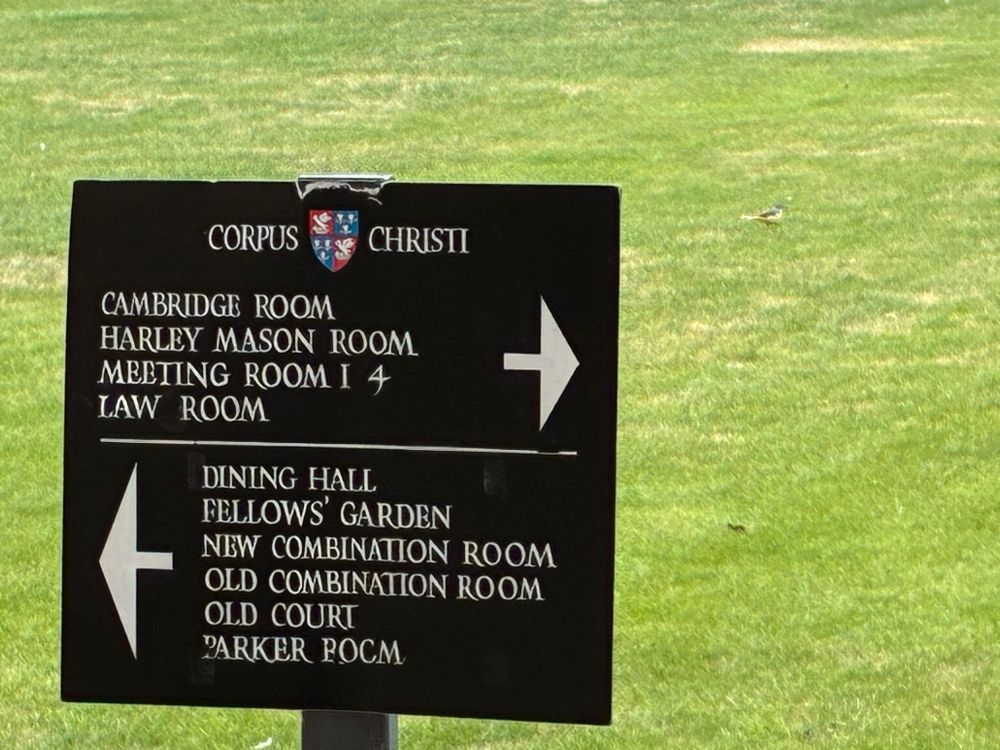 CORPUS CHRISTI
CAMBRIDGE ROOM
HARLEY MASON ROOM
MEETING ROOM 1 4
LAW ROOM
DINING HALL
FELLOWS' GARDEN
NEW COMBINATION ROOM
OLD COMBINATION ROOM
OLD COURT
PARKER ROOM